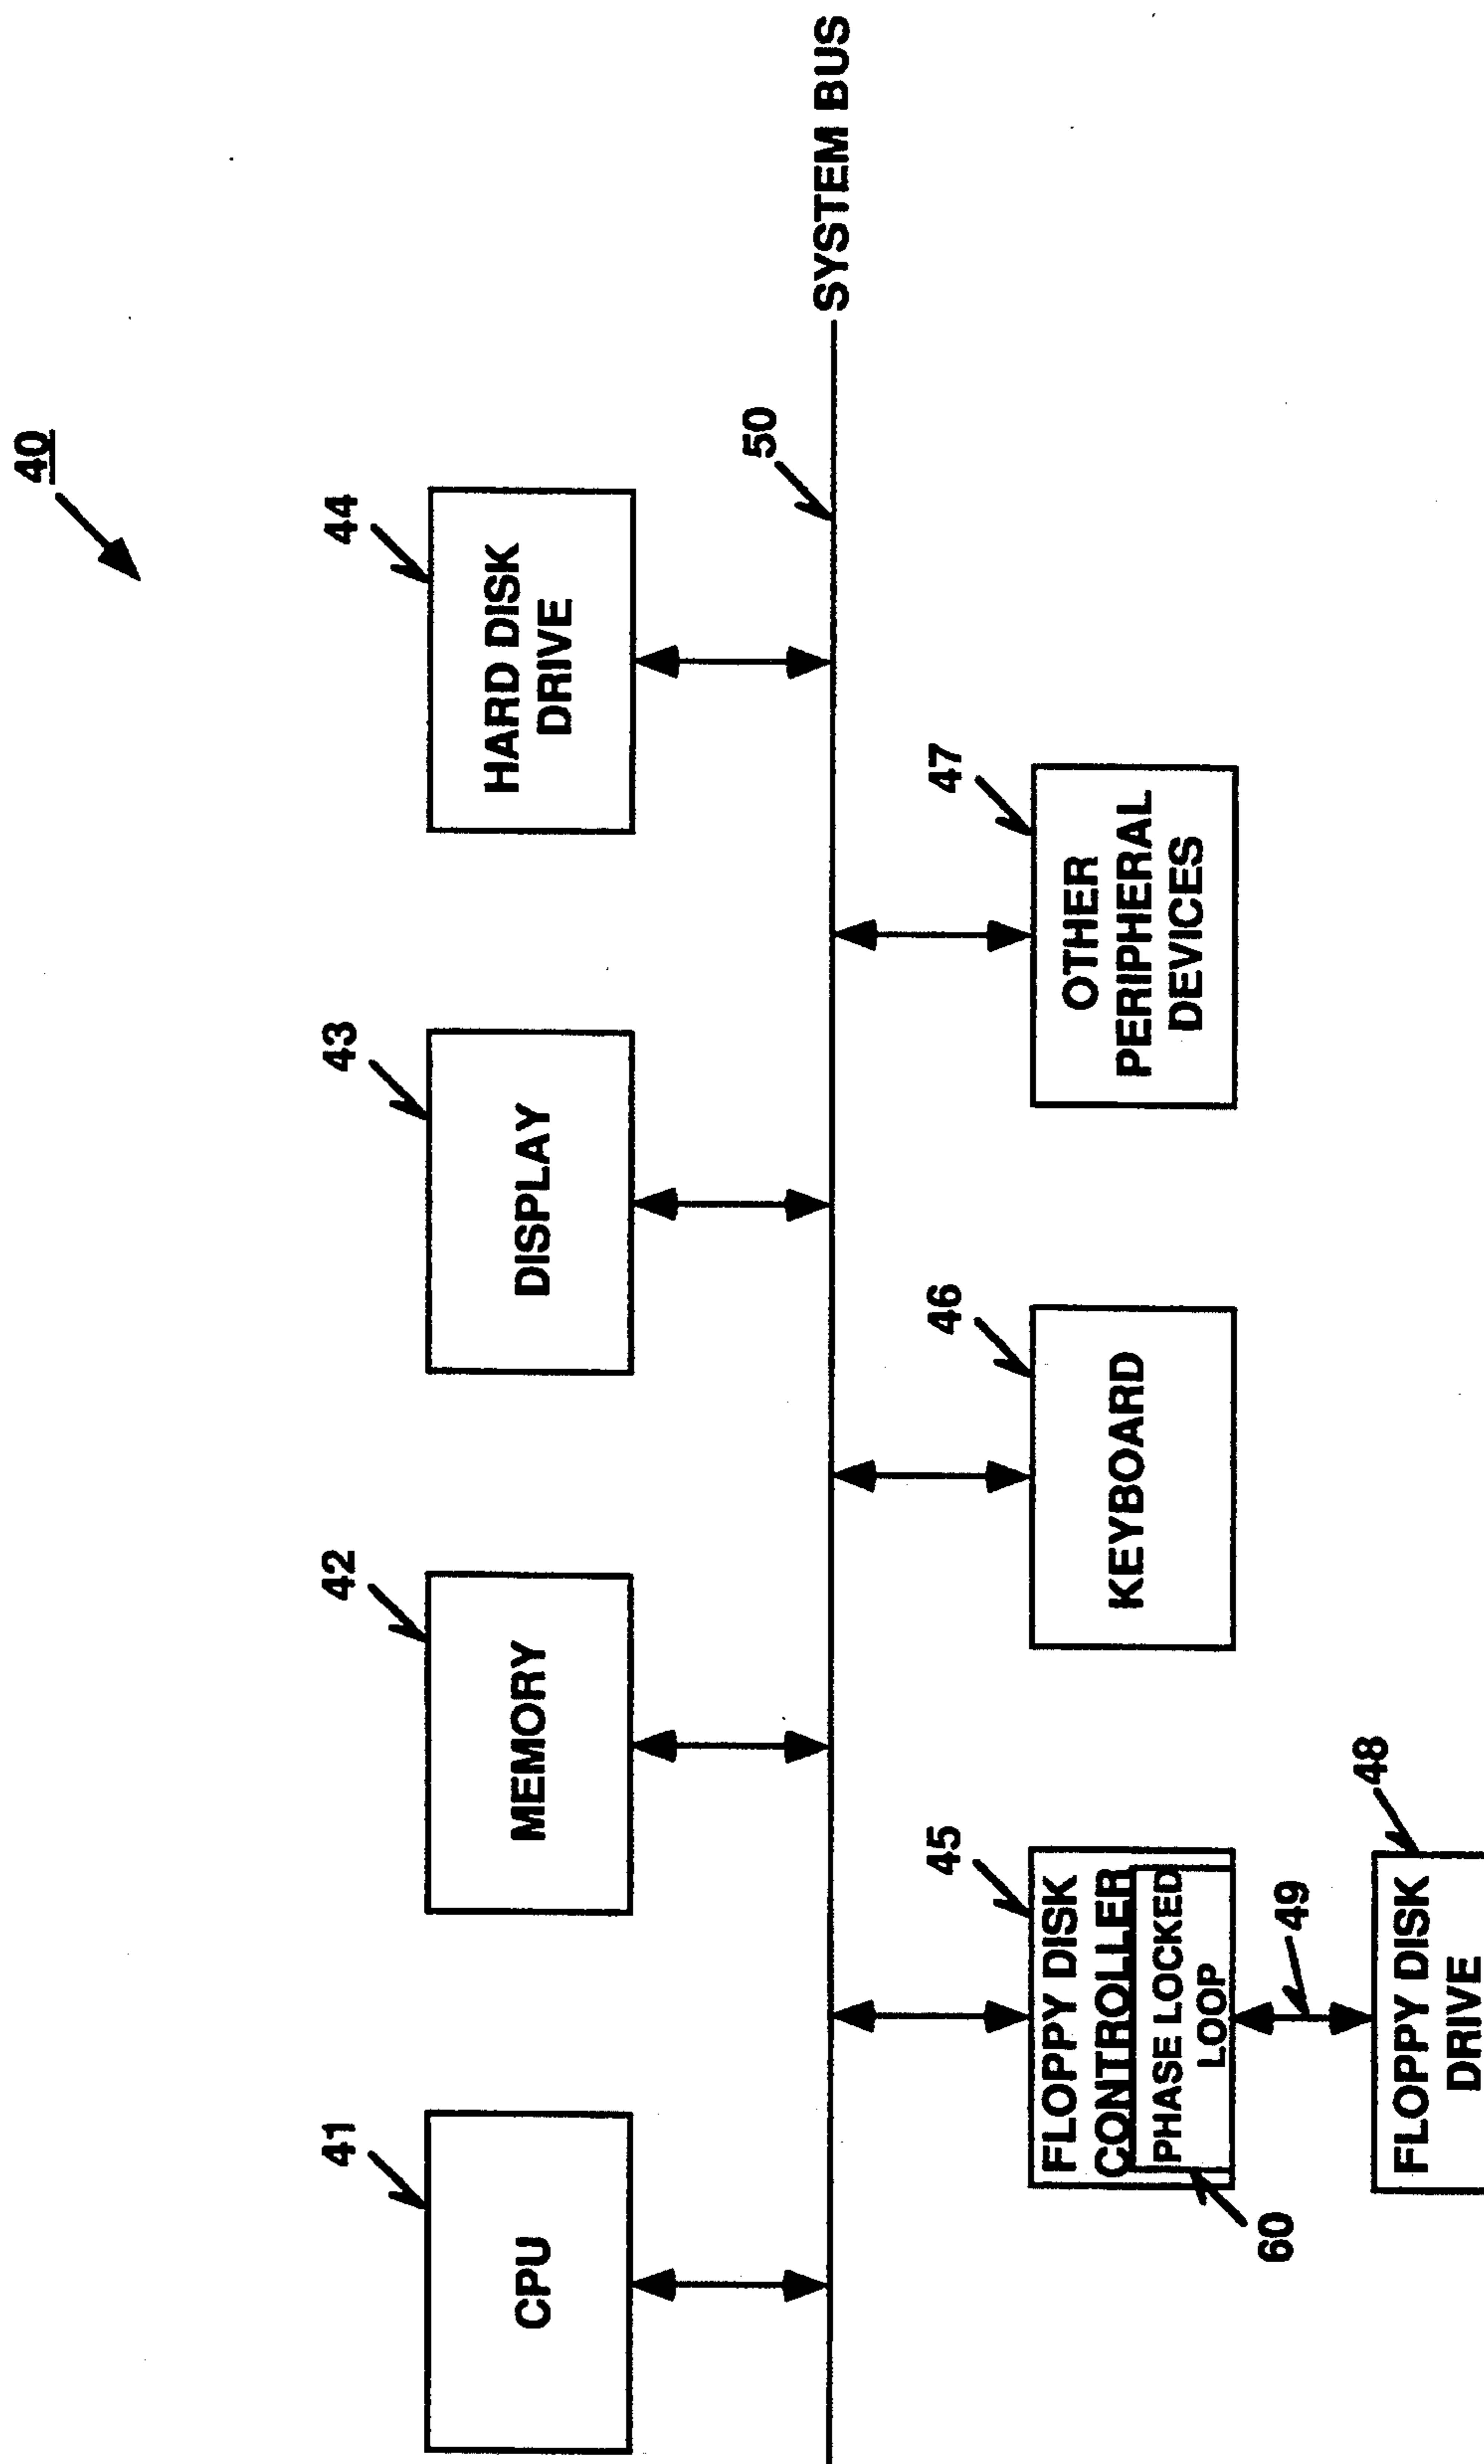 40
41
CPU
42
MEMORY
43
DISPLAY
44
HARD DISK
DRIVE
50
SYSTEM BUS
45
FLOPPY DISK
CONTROLLER
PHASE LOCKED
LOOP
60
49
48
FLOPPY DISK
DRIVE
46
KEYBOARD
47
OTHER
PERIPHERAL
DEVICES